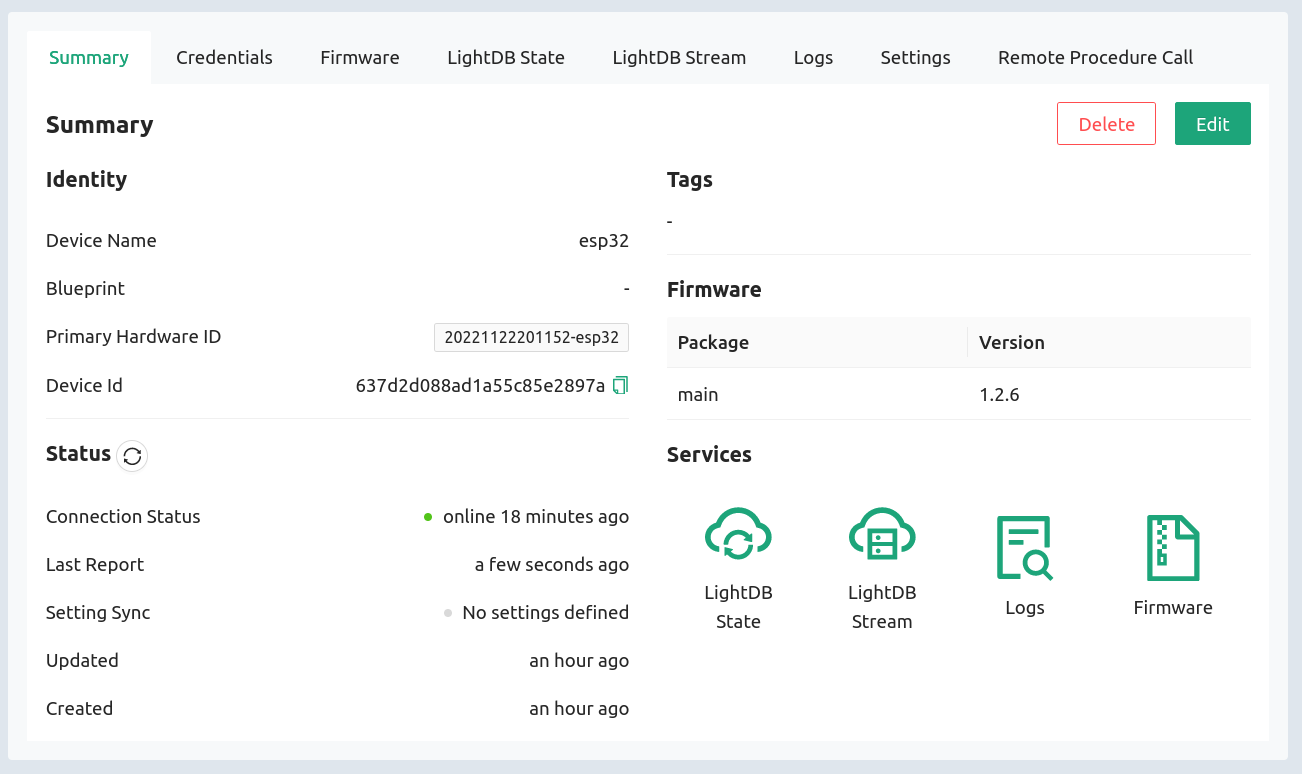 Summary Credentials Firmware LightDB State LightDB Stream Logs Settings Remote Procedure Call
Summary
Delete Edit
Identity
Device Name esp32
Blueprint -
Primary Hardware ID 20221122201152-esp32
Device Id 637d2d088ad1a55c85e2897a
Status
Connection Status online 18 minutes ago
Last Report a few seconds ago
Setting Sync No settings defined
Updated an hour ago
Created an hour ago
Tags
-
Firmware
Package Version
main 1.2.6
Services
LightDB
State
LightDB
Stream
Logs
Firmware